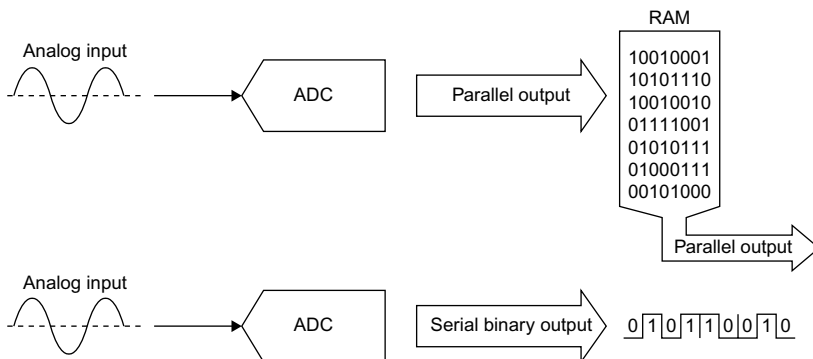 RAM
Analog input
ADC
Parallel output
10010001
10101110
10010010
01111001
01010111
01000111
00101000
Parallel output
Analog input
ADC
Serial binary output
0 1 0 1 1 0 0 1 0